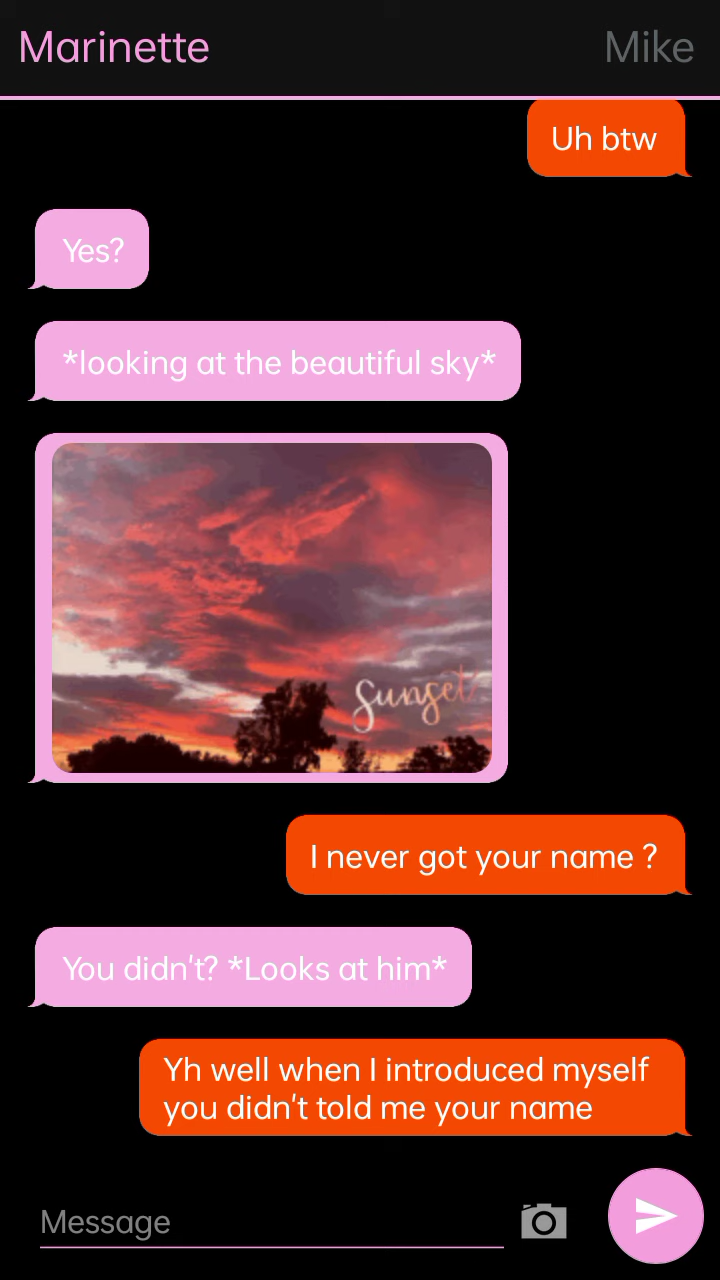 Marinette Mike
Uh btw
Yes?
*looking at the beautiful sky*
Sunset
I never got your name ?
You didn't? *Looks at him*
Yh well when I introduced myself
you didn't told me your name
Message